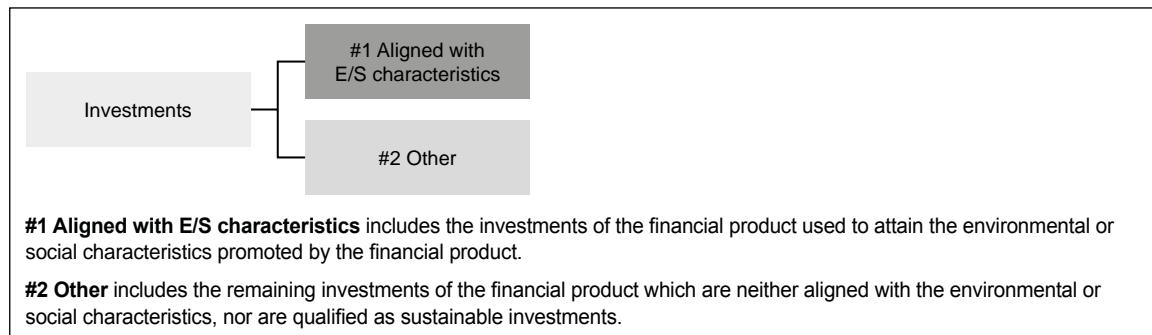 #1 Aligned with
E/S characteristics
Investments
#2 Other
#1 Aligned with E/S characteristics includes the investments of the financial product used to attain the environmental or
social characteristics promoted by the financial product.
#2 Other includes the remaining investments of the financial product which are neither aligned with the environmental or
social characteristics, nor are qualified as sustainable investments.